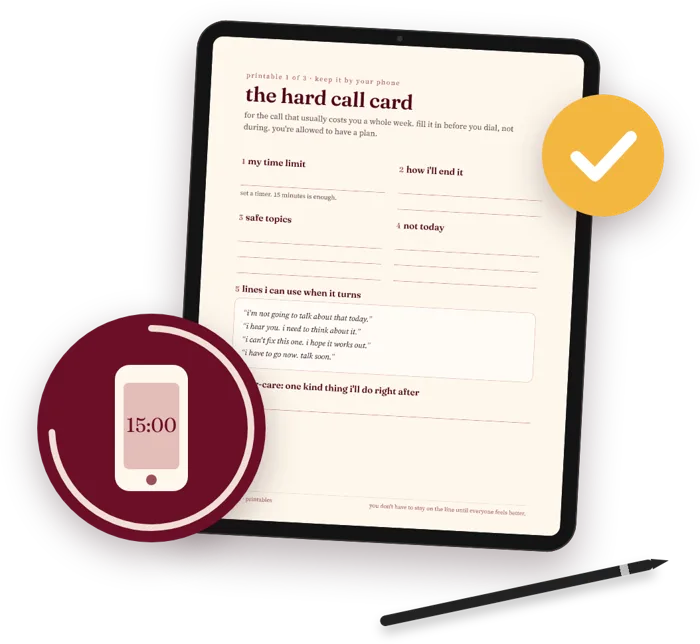 printable 1 of 3 · keep it by your phone
the hard call card
for the call that usually costs you a whole week. fill it in before you dial, not
during. you're allowed to have a plan.
1 my time limit
set a timer. 15 minutes is enough.
2 how i'll end it
3 safe topics
4 not today
5 lines i can use when it turns
"i'm not going to talk about that today."
"i hear you. i need to think about it."
"i can't fix this one. i hope it works out."
"i have to go now. talk soon."
-care: one kind thing i'll do right after
15:00
· printables
you don't have to stay on the line until everyone feels better.